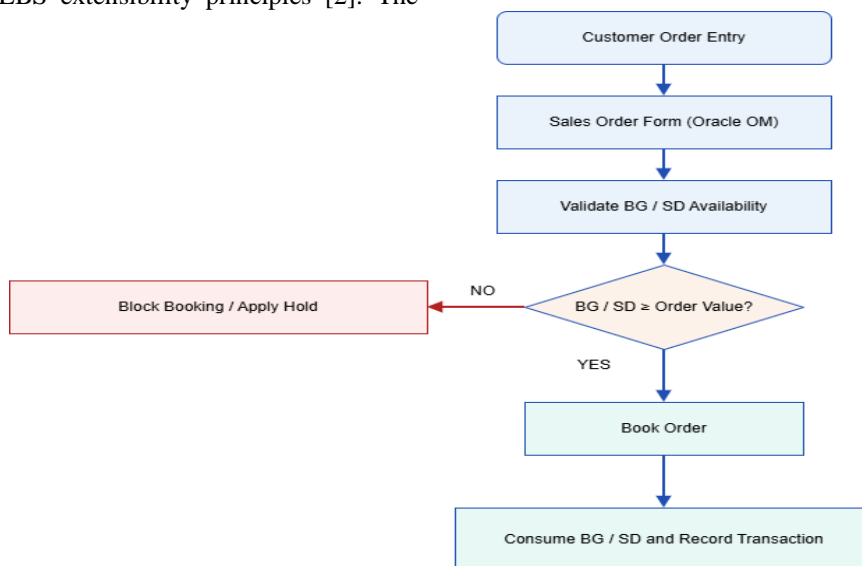 EBS extensibility principles [2]. The
Customer Order Entry
Sales Order Form (Oracle OM)
Validate BG / SD Availability
BG / SD ≥ Order Value?
NO
Block Booking / Apply Hold
YES
Book Order
Consume BG / SD and Record Transaction